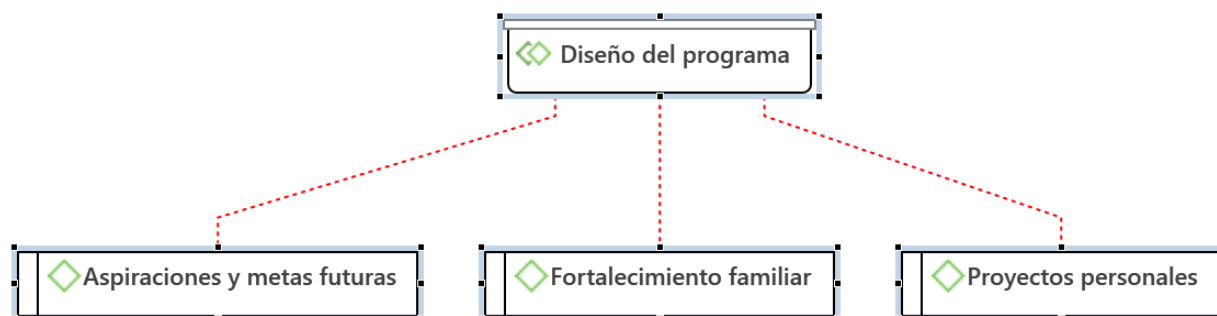 Diseño del programa
Aspiraciones y metas futuras
Fortalecimiento familiar
Proyectos personales